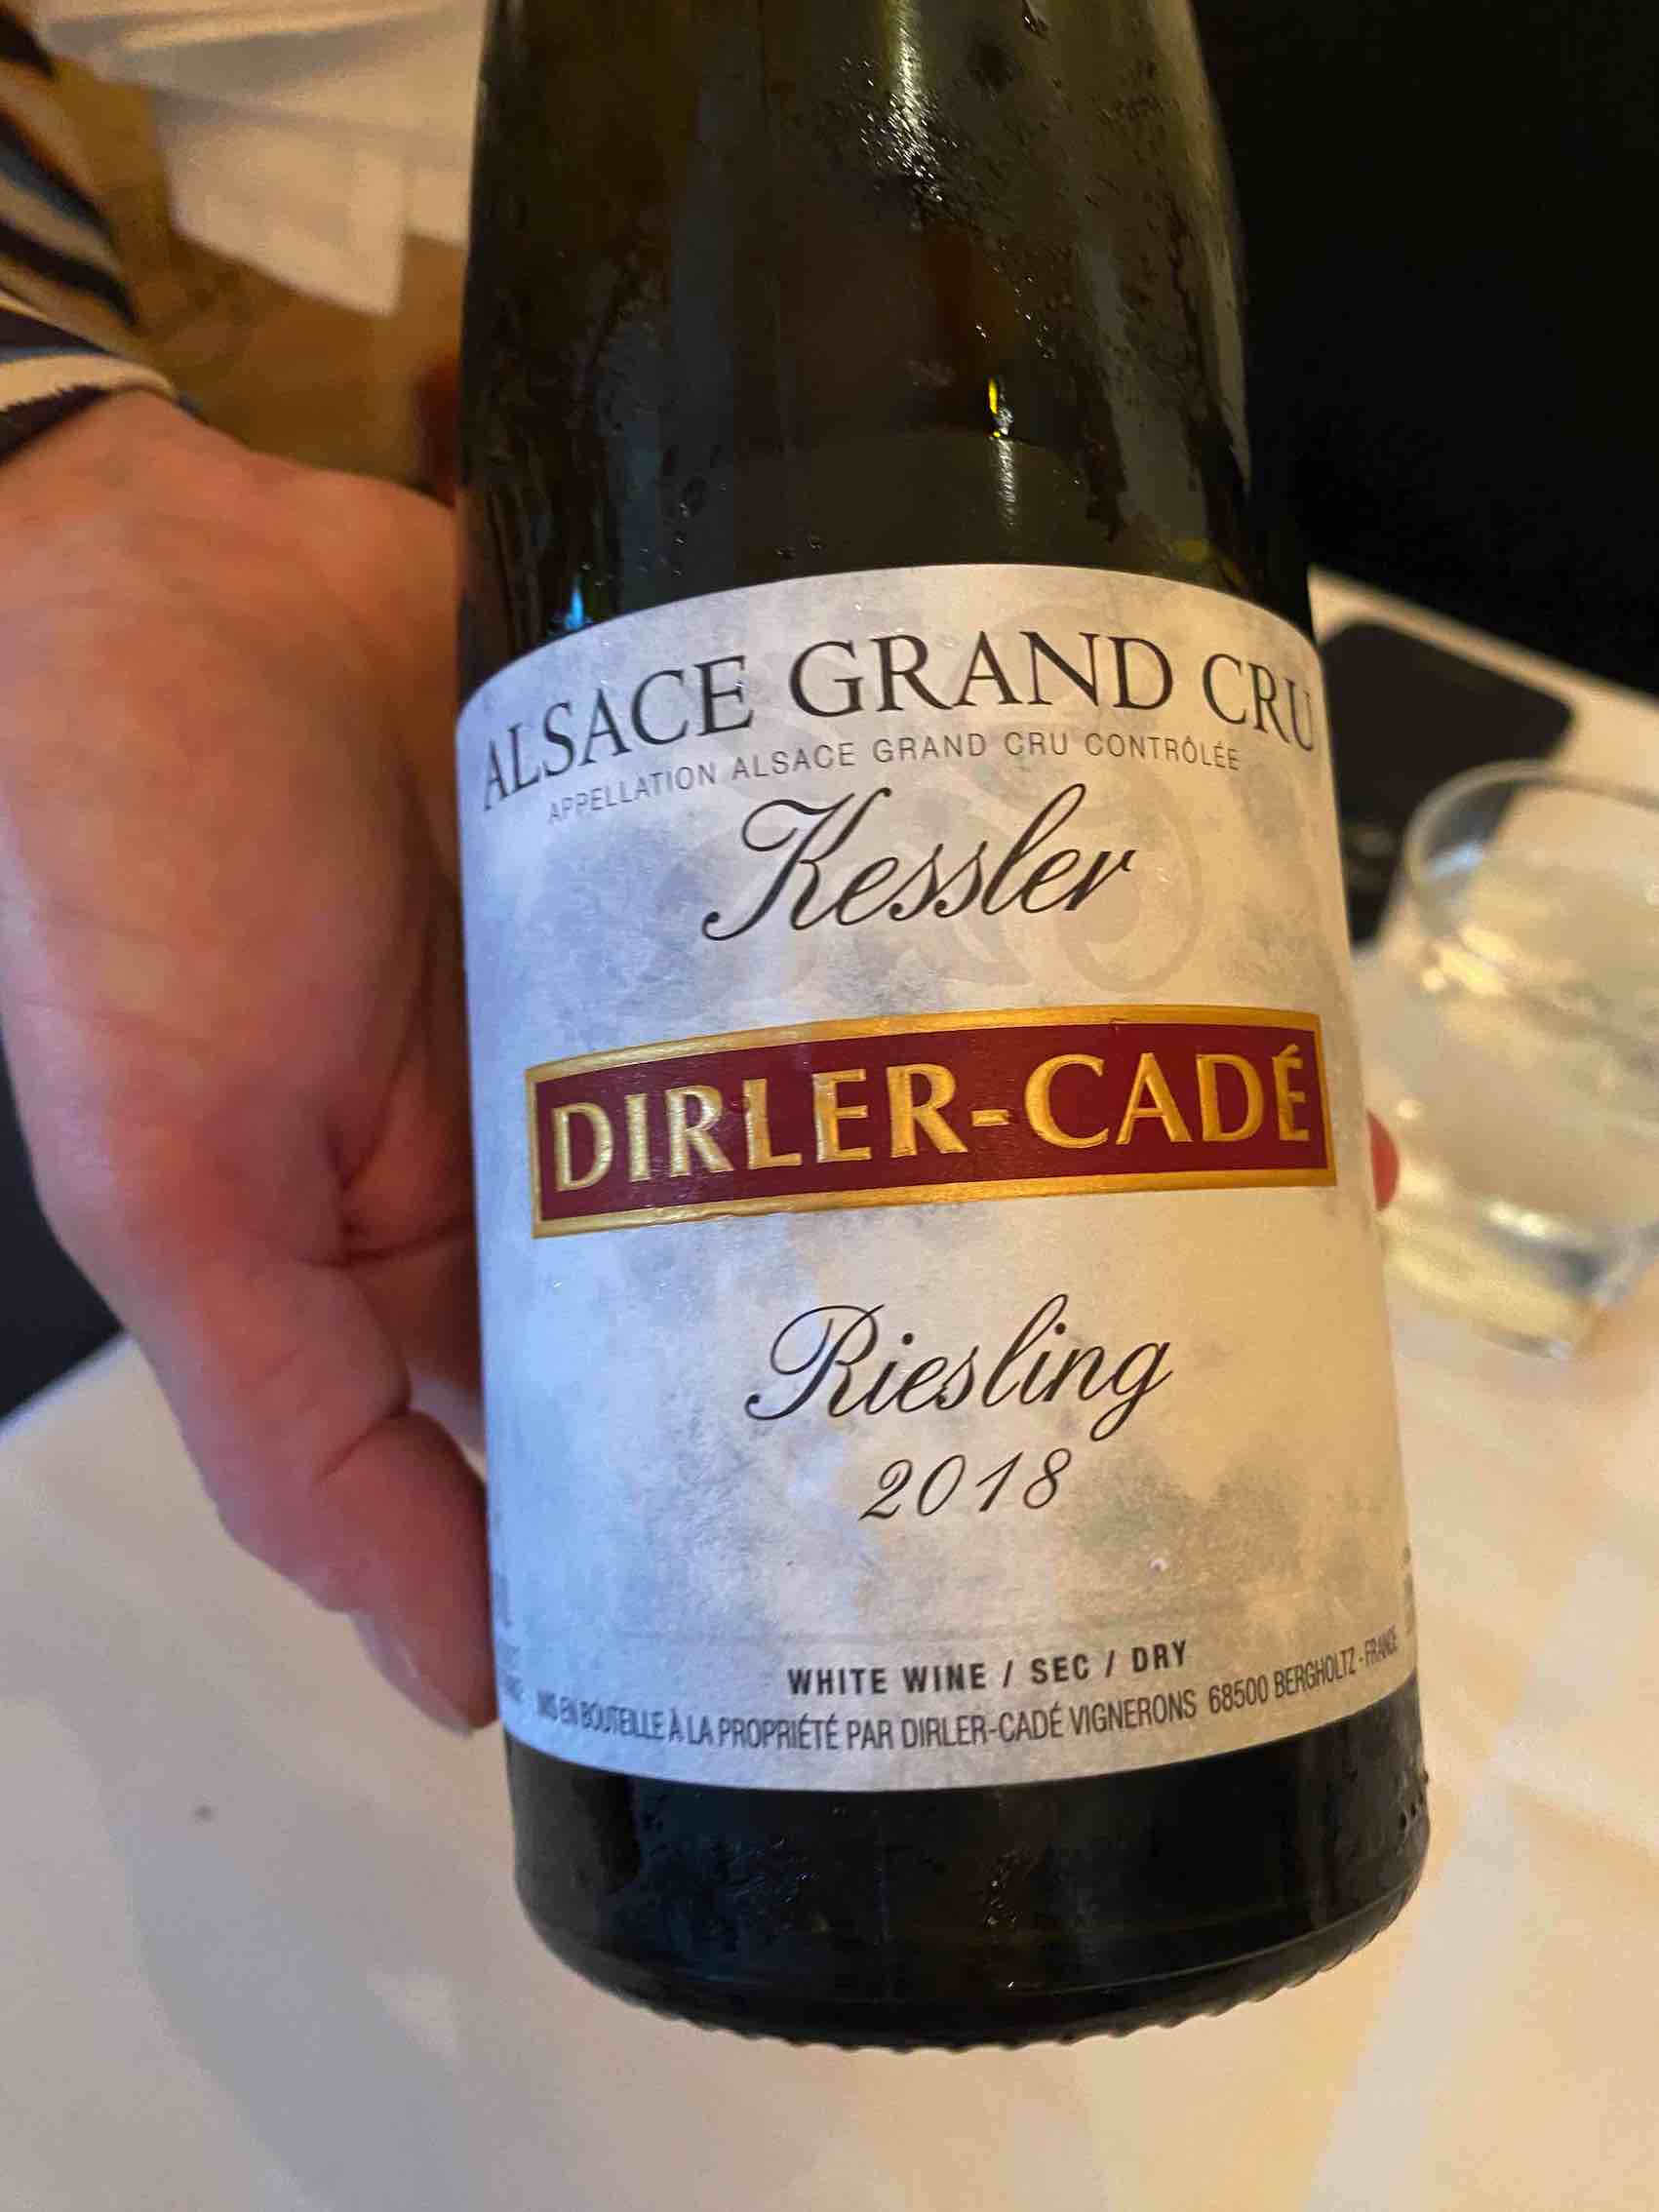 ALSACE GRAND CRU
APPELLATION ALSACE GRAND CRU CONTRÔLÉE
Kessler
DIRLER-CADÉ
Riesling
2018
WHITE WINE / SEC / DRY
MIS EN BOUTEILLE À LA PROPRIÉTÉ PAR DIRLER-CADÉ VIGNERONS 68500 BERGHOLTZ - FRANCE